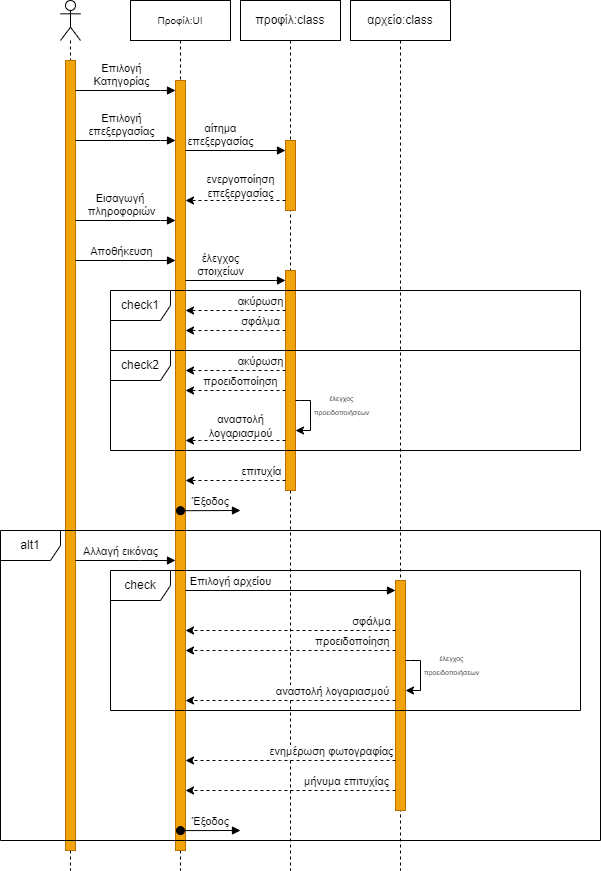 Προφίλ:UI
προφίλ:class
αρχείο:class
Επιλογή
Κατηγορίας
Επιλογή
επεξεργασίας
αίτημα
επεξεργασίας
ενεργοποίηση
επεξεργασίας
Εισαγωγή
πληροφοριών
Αποθήκευση
έλεγχος
στοιχείων
check1
ακύρωση
σφάλμα
check2
ακύρωση
προειδοποίηση
έλεγχος
προειδοποιήσεων
αναστολή
λογαριασμού
επιτυχία
Έξοδος
alt1
Αλλαγή εικόνας
check
Επιλογή αρχείου
σφάλμα
προειδοποίηση
έλεγχος
προειδοποιήσεων
αναστολή λογαριασμού
ενημέρωση φωτογραφίας
μήνυμα επιτυχίας
Έξοδος